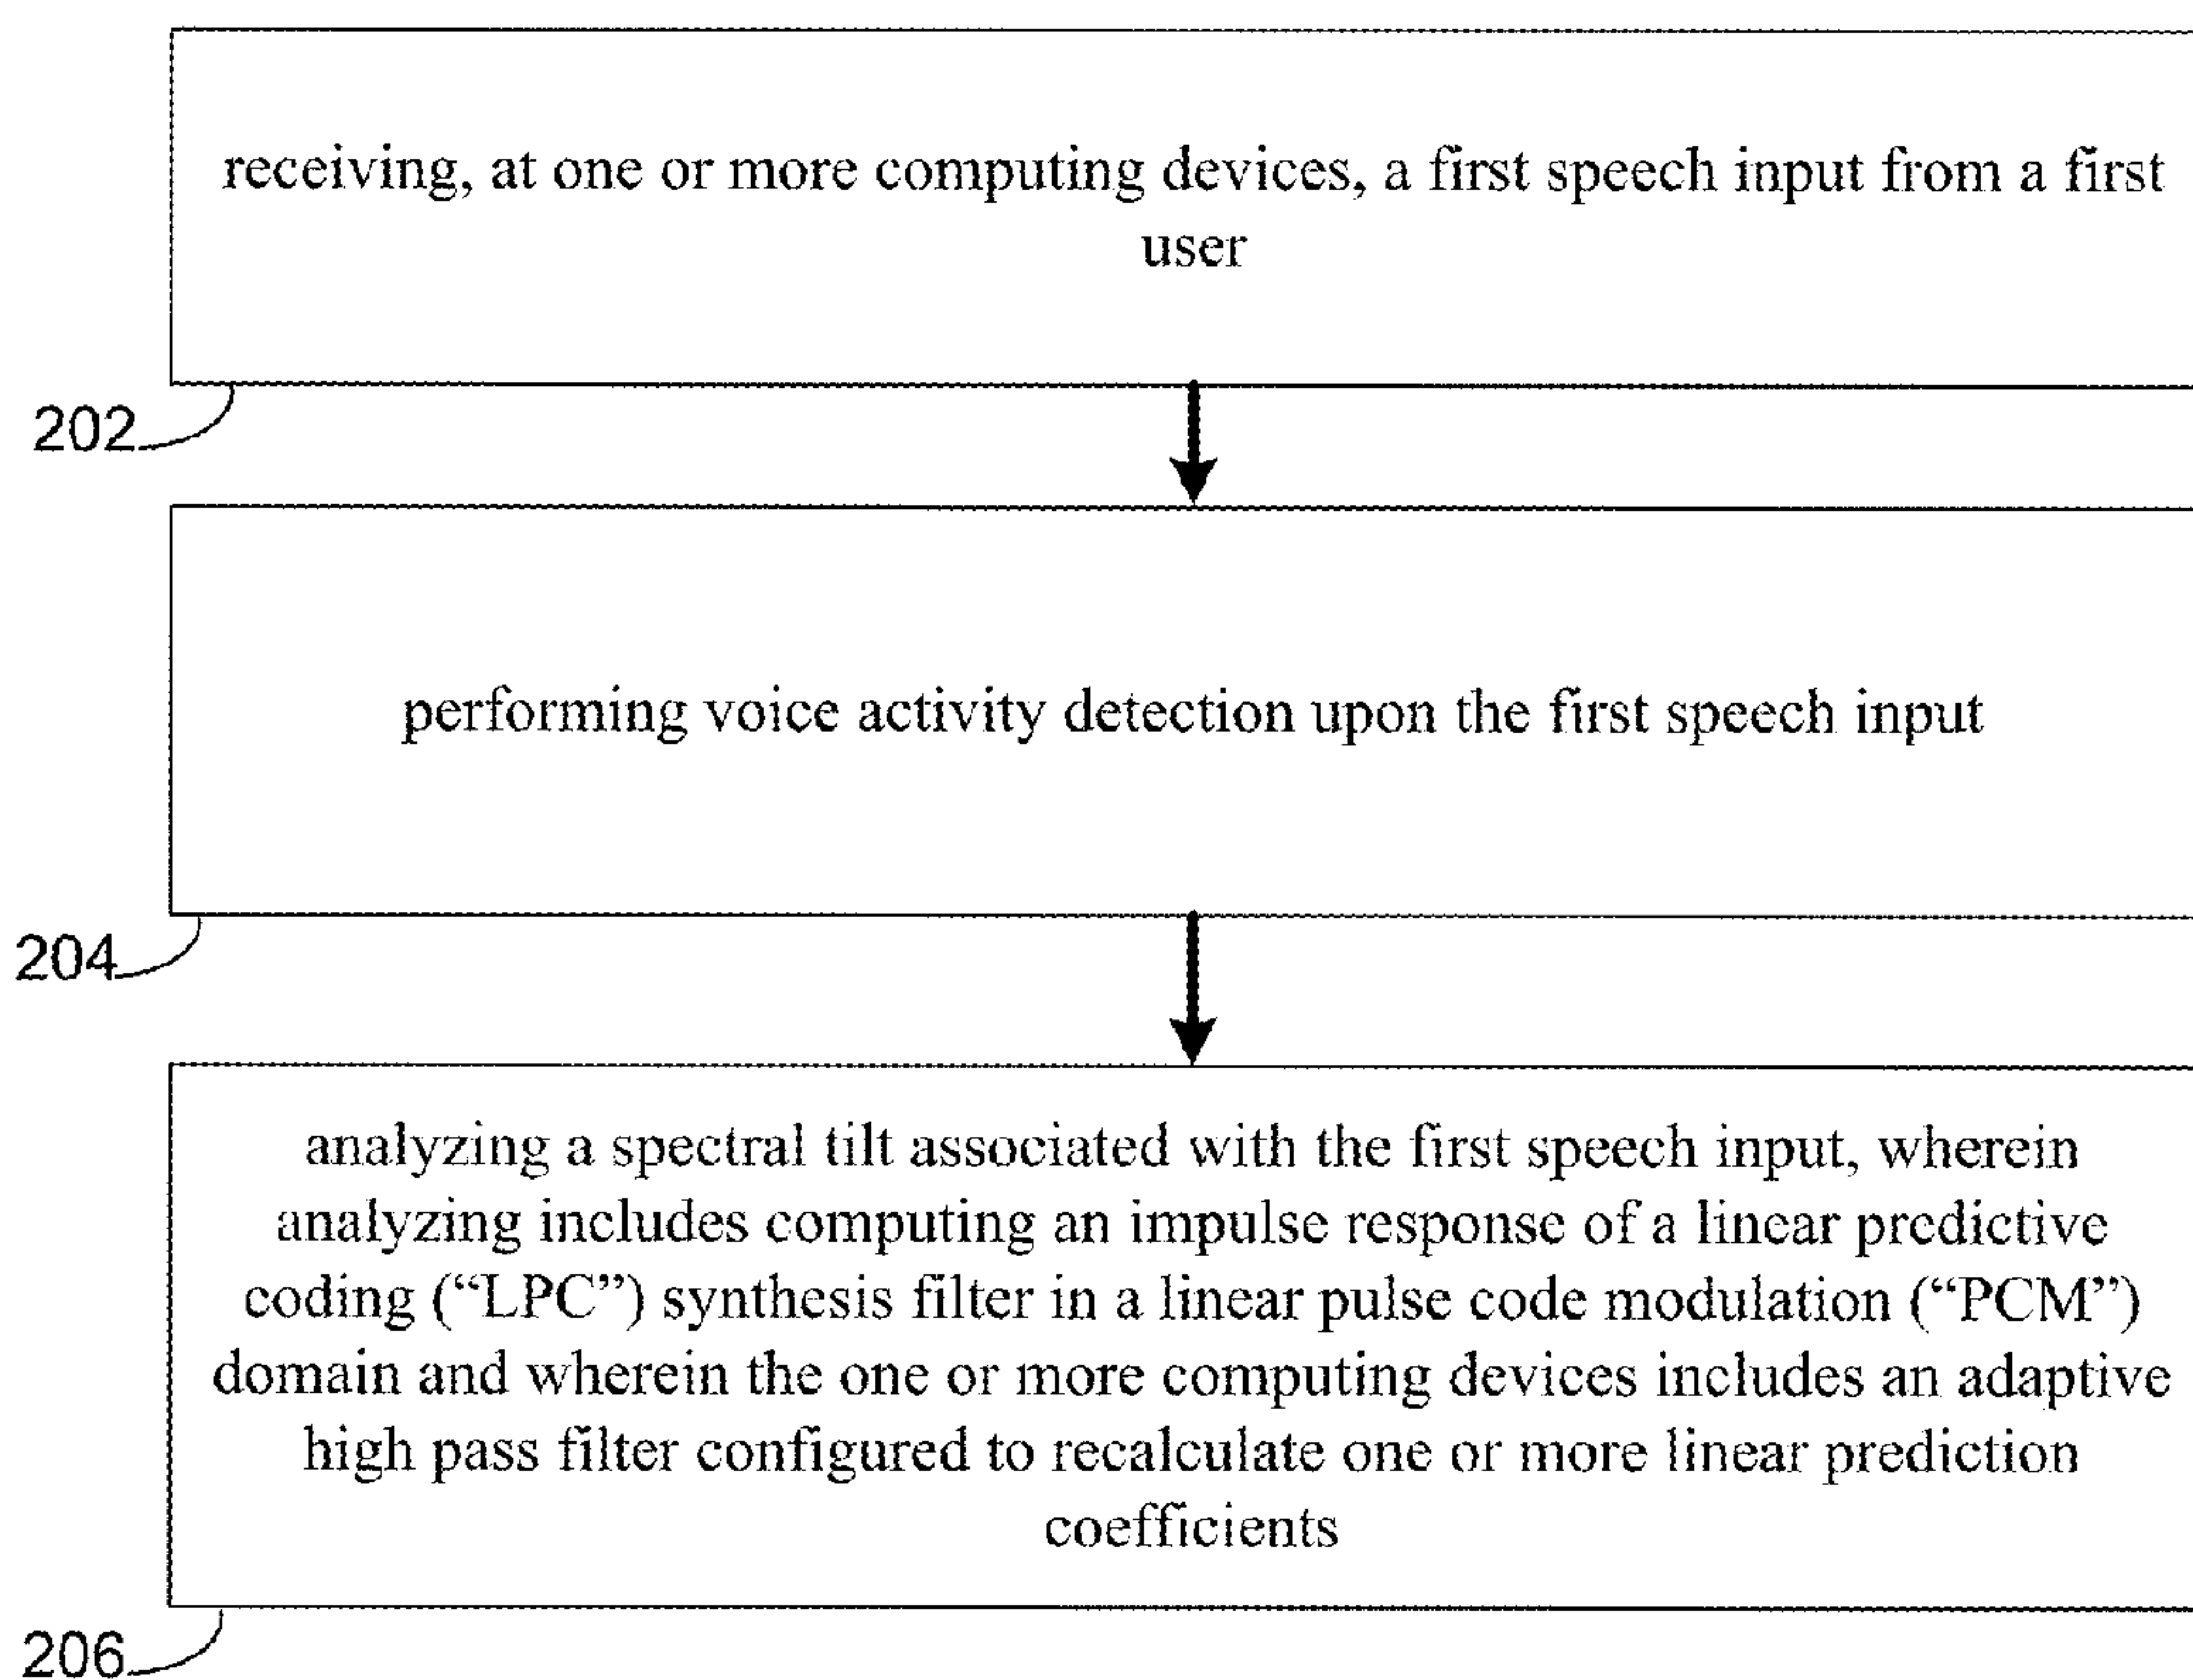 receiving, at one or more computing devices, a first speech input from a first
user
202
performing voice activity detection upon the first speech input
204
analyzing a spectral tilt associated with the first speech input, wherein
analyzing includes computing an impulse response of a linear predictive
coding (“LPC”) synthesis filter in a linear pulse code modulation (“PCM”)
domain and wherein the one or more computing devices includes an adaptive
high pass filter configured to recalculate one or more linear prediction
coefficients
206